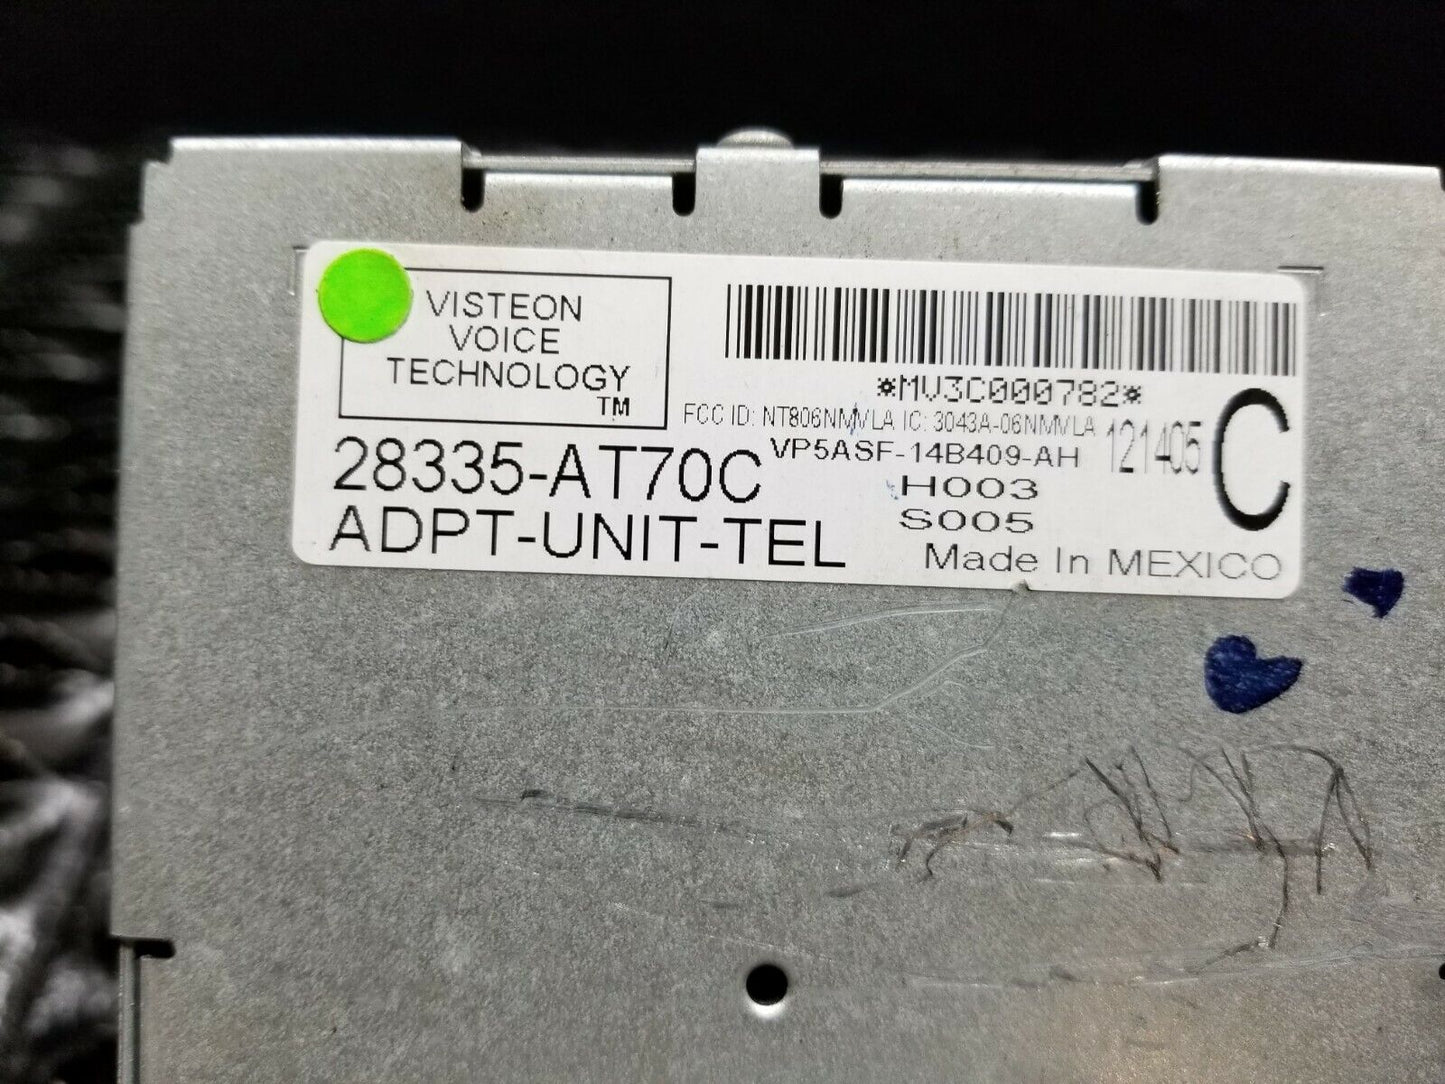 VISTEON
VOICE
TECHNOLOGY
TM
*MV3C000782*
FCC ID: NT806NMVLA IC: 3043A-06NMVLA
28335-AT70C
VP5ASF-14B409-AH
121405
C
H003
S005
ADPT-UNIT-TEL
Made In MEXICO